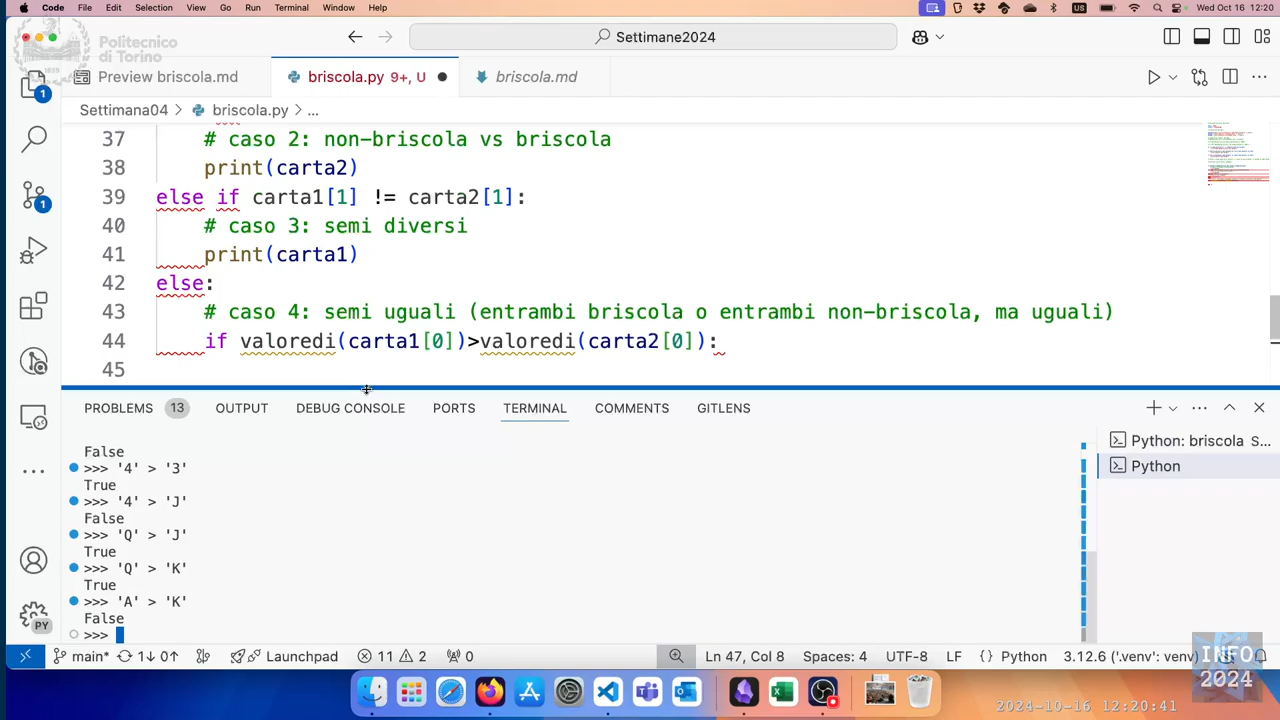 Code File Edit Selection View Go Run Terminal Window Help Wed Oct 16 12:20
Politecnico
di Torino
Settimane2024
Preview briscola.md briscola.py 9+, U briscola.md
Settimana04 > briscola.py > ...
37 # caso 2: non-briscola vs briscola
38 print(carta2)
39 else if carta1[1] != carta2[1]:
40 # caso 3: semi diversi
41 print(carta1)
42 else:
43 # caso 4: semi uguali (entrambi briscola o entrambi non-briscola, ma uguali)
44 if valoredi(carta1[0])>valoredi(carta2[0]):
45
PROBLEMS 13 OUTPUT DEBUG CONSOLE PORTS TERMINAL COMMENTS GITLENS
False
>>> '4' > '3'
True
>>> '4' > 'J'
False
>>> 'Q' > 'J'
True
>>> 'Q' > 'K'
True
>>> 'A' > 'K'
False
>>>
Python: briscola S...
Python
1
1
PY
main* 1↓ 0↑ Launchpad 11 2 0 Ln 47, Col 8 Spaces: 4 UTF-8 LF {} Python 3.12.6 ('.venv': venv)
INFO
2024
2024-10-16 12:20:41